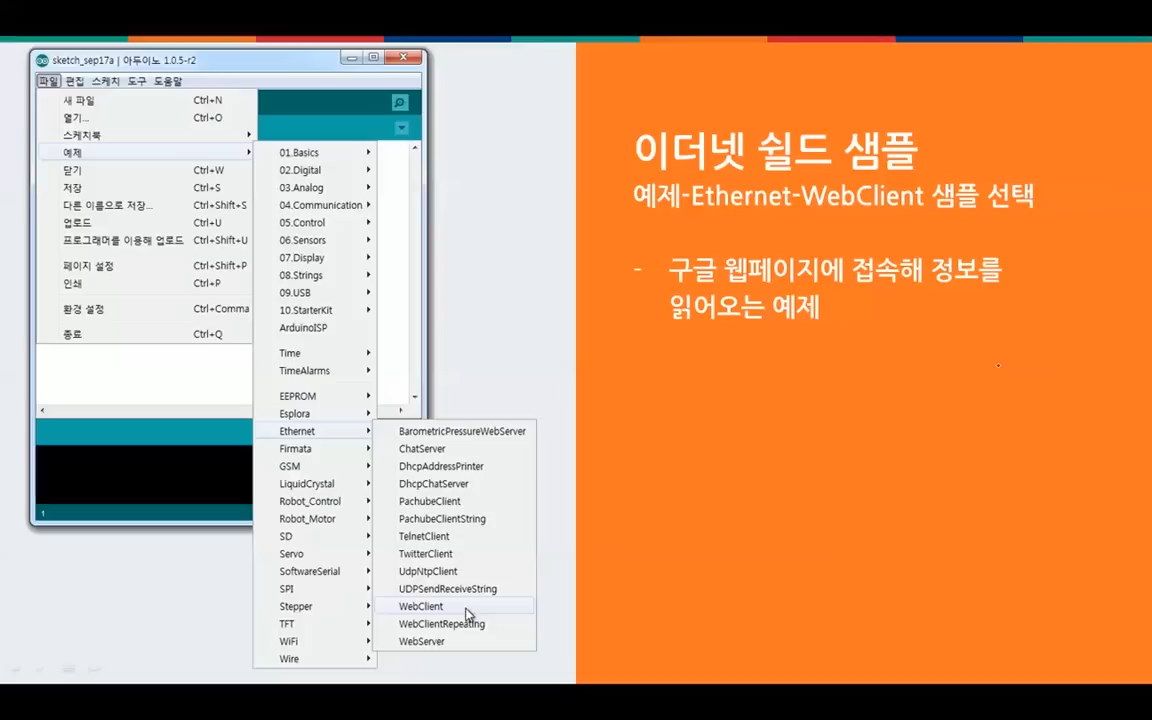 sketch_sep17a | 아두이노 1.0.5-r2
파일 편집 스케치 도구 도움말
새 파일 Ctrl+N
열기... Ctrl+O
스케치북
예제
닫기 Ctrl+W
저장 Ctrl+S
다른 이름으로 저장... Ctrl+Shift+S
업로드 Ctrl+U
프로그래머를 이용해 업로드 Ctrl+Shift+U
페이지 설정 Ctrl+Shift+P
인쇄 Ctrl+P
환경 설정 Ctrl+Comma
종료 Ctrl+Q
1
01.Basics
02.Digital
03.Analog
04.Communication
05.Control
06.Sensors
07.Display
08.Strings
09.USB
10.StarterKit
ArduinoISP
Time
TimeAlarms
EEPROM
Esplora
Ethernet
Firmata
GSM
LiquidCrystal
Robot_Control
Robot_Motor
SD
Servo
SoftwareSerial
SPI
Stepper
TFT
WiFi
Wire
BarometricPressureWebServer
ChatServer
DhcpAddressPrinter
DhcpChatServer
PachubeClient
PachubeClientString
TelnetClient
TwitterClient
UdpNtpClient
UDPSendReceiveString
WebClient
WebClientRepeating
WebServer
이더넷 쉴드 샘플
예제-Ethernet-WebClient 샘플 선택
- 구글 웹페이지에 접속해 정보를
읽어오는 예제